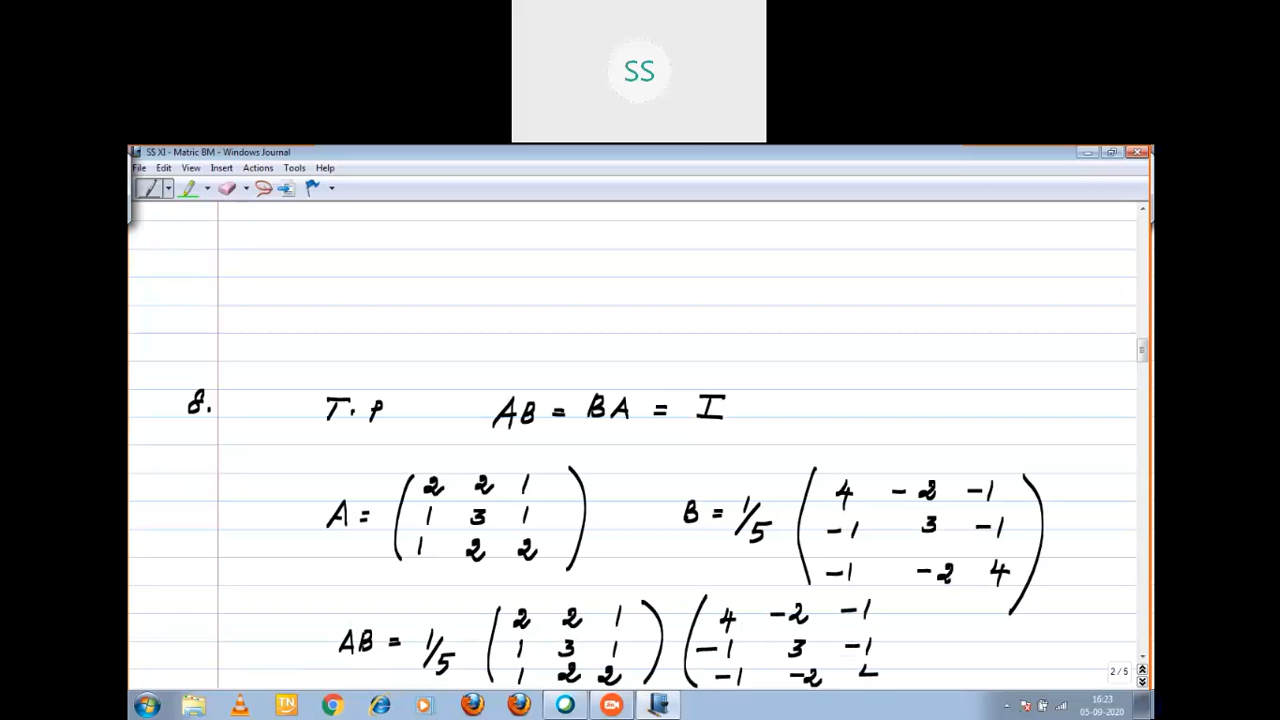 SS
SS XI - Matric BM - Windows Journal
File Edit View Insert Actions Tools Help
8. T.P AB = BA = I
A = ( 2 2 1
1 3 1
1 2 2 )
B = 1/5 ( 4 -2 -1
-1 3 -1
-1 -2 4 )
AB = 1/5 ( 2 2 1
1 3 1
1 2 2 )
( 4 -2 -1
-1 3 -1
-1 -2
2 / 5
TN
16:23
05-09-2020